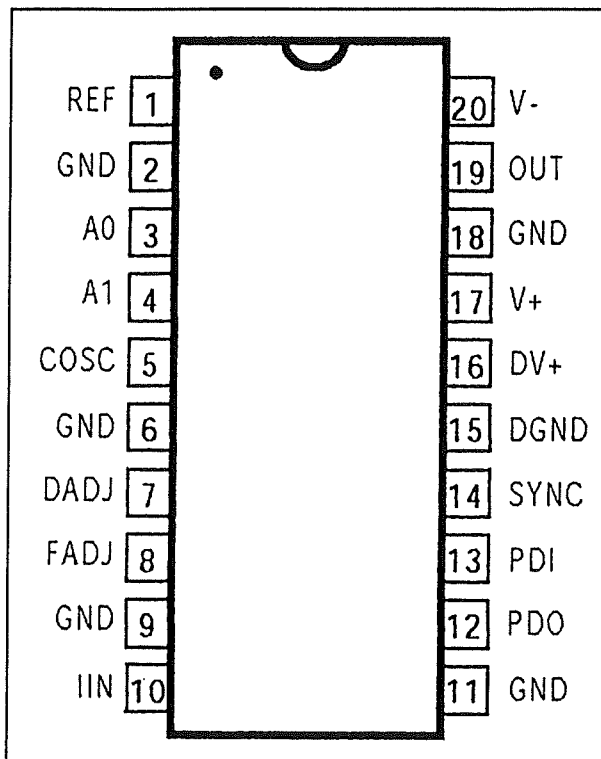 REF 1 20 V-
GND 2 19 OUT
A0 3 18 GND
A1 4 17 V+
COSC 5 16 DV+
GND 6 15 DGND
DADJ 7 14 SYNC
FADJ 8 13 PDI
GND 9 12 PDO
IIN 10 11 GND